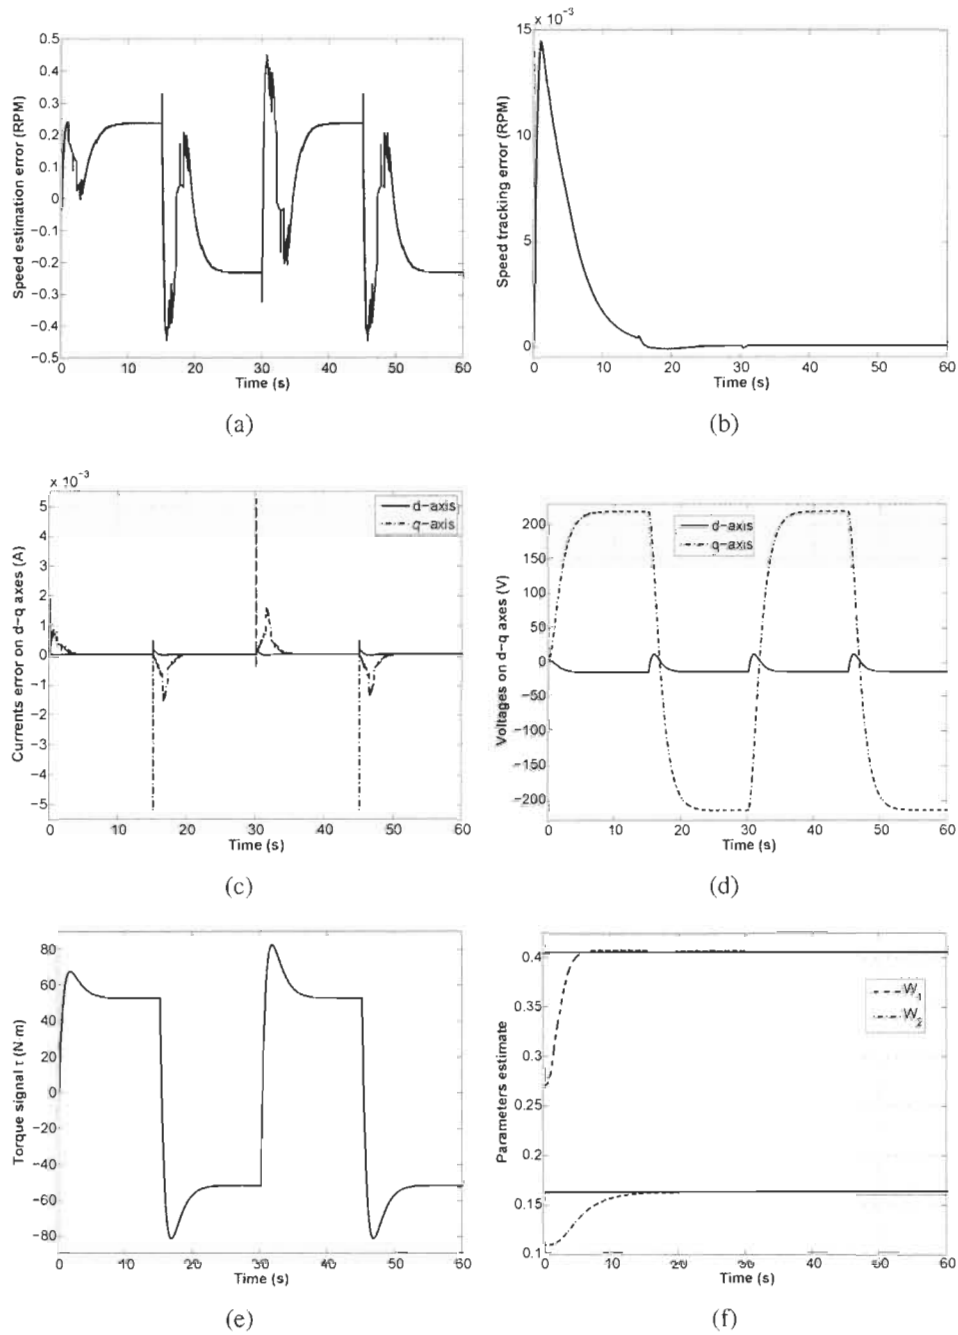 0.5
0.4
0.3
0.2
0.1
0
−0.1
−0.2
−0.3
−0.4
−0.5
Speed estimation error (RPM)
0 10 20 30 40 50 60
Time (s)
(a)
x 10⁻³
15
10
5
0
Speed tracking error (RPM)
0 10 20 30 40 50 60
Time (s)
(b)
x 10⁻³
5
4
3
2
1
0
−1
−2
−3
−4
−5
Currents error on d−q axes (A)
d−axis
q−axis
0 10 20 30 40 50 60
Time (s)
(c)
200
150
100
50
0
−50
−100
−150
−200
Voltages on d−q axes (V)
d−axis
q−axis
0 10 20 30 40 50 60
Time (s)
(d)
80
60
40
20
0
−20
−40
−60
−80
Torque signal τ (N·m)
0 10 20 30 40 50 60
Time (s)
(e)
0.4
0.35
0.3
0.25
0.2
0.15
0.1
Parameters estimate
W₁
W₂
0 10 20 30 40 50 60
Time (s)
(f)